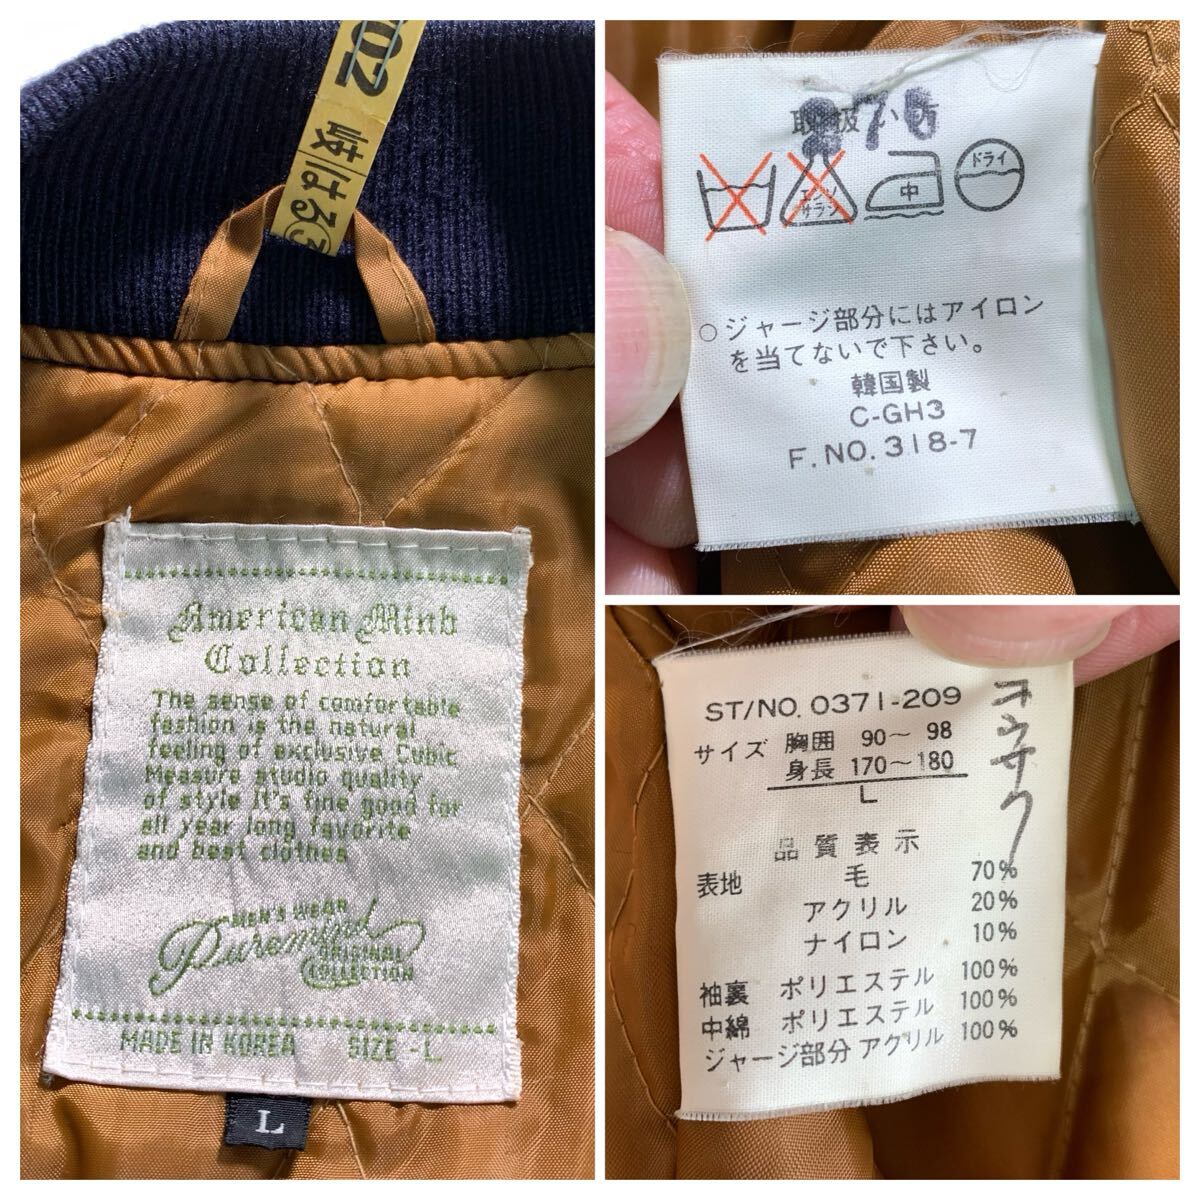 02
岐はる
American Mind
Collection
The sense of comfortable
fashion is the natural
feeling of exclusive Cubic
Measure studio quality
of style It's fine good for
all year long favorite
and best clothes
MEN'S WEAR
Puremind
ORIGINAL
COLLECTION
MADE IN KOREA SIZE-L
L
取扱い方
エンソ
サラシ
中
ドライ
○ジャージ部分にはアイロン
を当てないで下さい。
韓国製
C-GH3
F.NO.318-7
ST/NO. 0371-209
サイズ 胸囲 90～98
身長 170～180
L
品質表示
表地 毛 70%
アクリル 20%
ナイロン 10%
袖裏 ポリエステル 100%
中綿 ポリエステル 100%
ジャージ部分 アクリル 100%